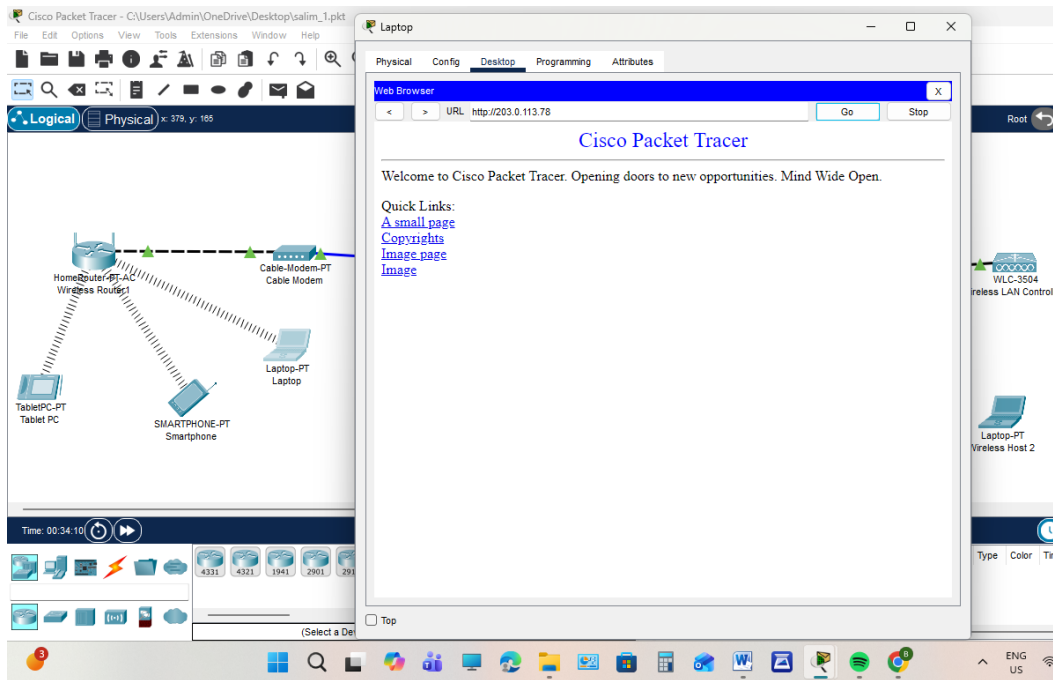 Cisco Packet Tracer - C:\Users\Admin\OneDrive\Desktop\salim_1.pkt
File Edit Options View Tools Extensions Window Help
Logical Physical x: 379, y: 165
Root
HomeRouter-PT-AC
Wireless Router1
Cable-Modem-PT
Cable Modem
Laptop-PT
Laptop
TabletPC-PT
Tablet PC
SMARTPHONE-PT
Smartphone
Laptop
Physical Config Desktop Programming Attributes
Web Browser X
< > URL http://203.0.113.78 Go Stop
Cisco Packet Tracer
Welcome to Cisco Packet Tracer. Opening doors to new opportunities. Mind Wide Open.
Quick Links:
A small page
Copyrights
Image page
Image
Top
WLC-3504
ireless LAN Control
Laptop-PT
Wireless Host 2
Time: 00:34:10
4331 4321 1941 2901 291
(Select a De
Type Color Ti
3
ENG
US